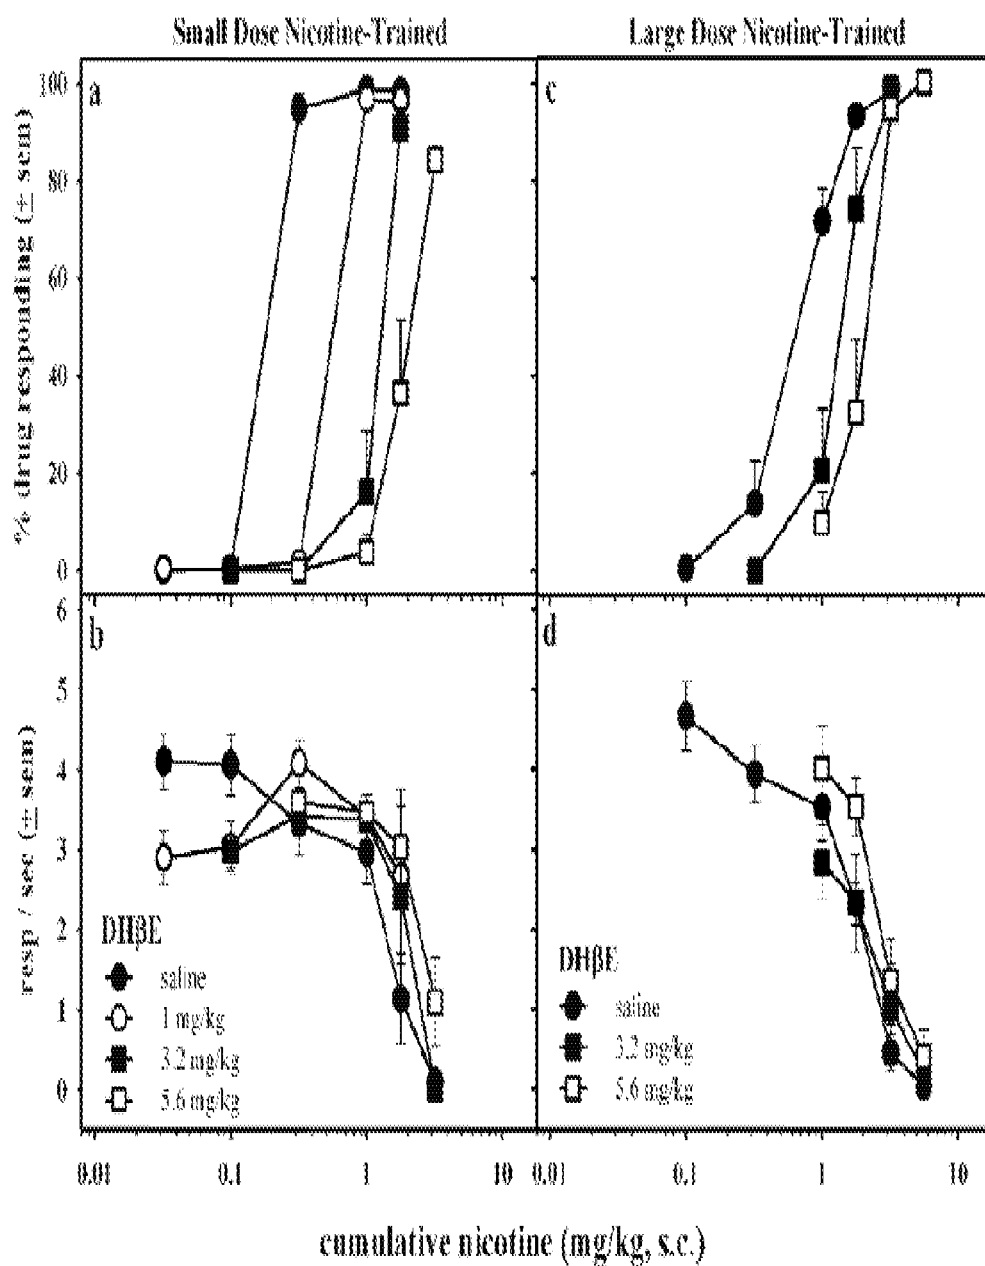 Small Dose Nicotine-Trained
Large Dose Nicotine-Trained
% drug responding (± sem)
100
80
60
40
20
0
a
c
resp / sec (± sem)
6
5
4
3
2
1
0
b
d
DHβE
saline
1 mg/kg
3.2 mg/kg
5.6 mg/kg
DHβE
saline
3.2 mg/kg
5.6 mg/kg
0.01 0.1 1 10
0.01 0.1 1 10
cumulative nicotine (mg/kg, s.c.)